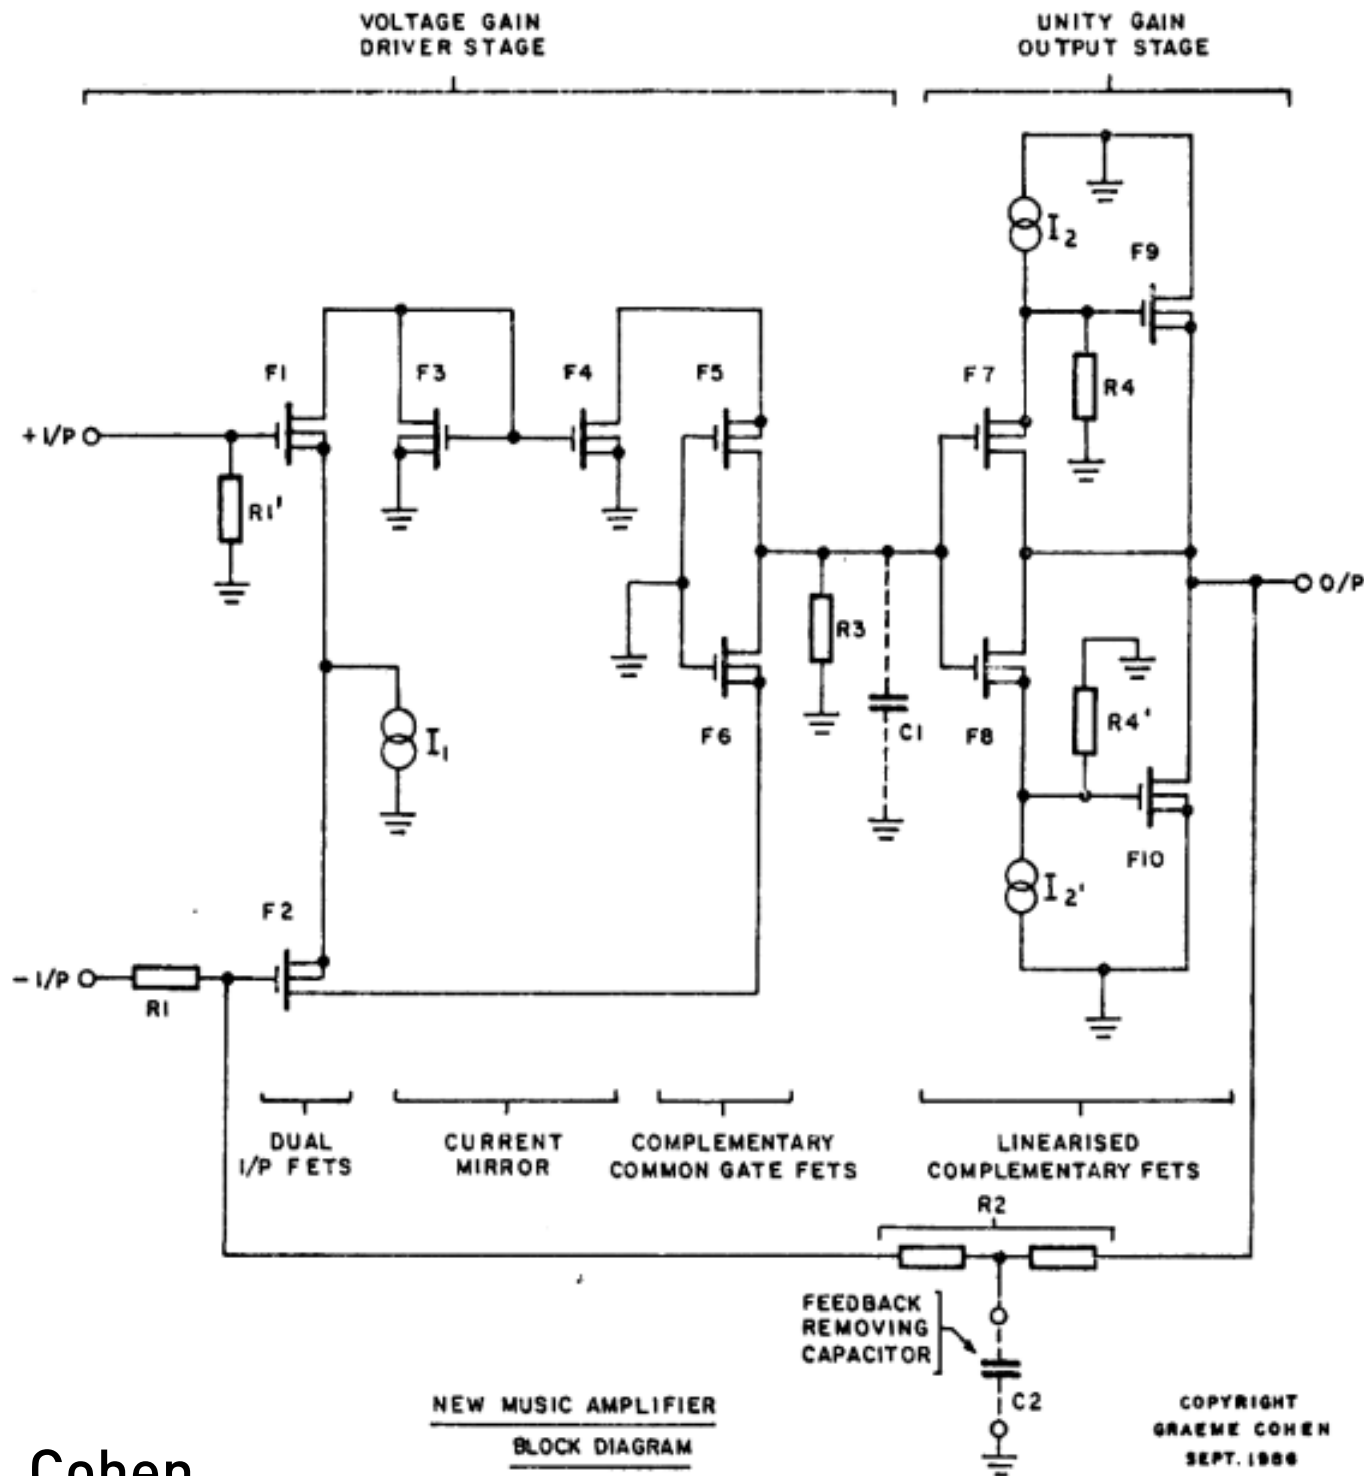 VOLTAGE GAIN
DRIVER STAGE
UNITY GAIN
OUTPUT STAGE
I2
F9
F1
F3
F4
F5
F7
R4
+ I/P
R1'
O/P
R3
R4'
I1
F6
C1
F8
F10
I2'
F2
- I/P
R1
DUAL
I/P FETS
CURRENT
MIRROR
COMPLEMENTARY
COMMON GATE FETS
LINEARISED
COMPLEMENTARY FETS
R2
FEEDBACK
REMOVING
CAPACITOR
C2
NEW MUSIC AMPLIFIER
BLOCK DIAGRAM
COPYRIGHT
GRAEME COHEN
SEPT. 1986
Cohen